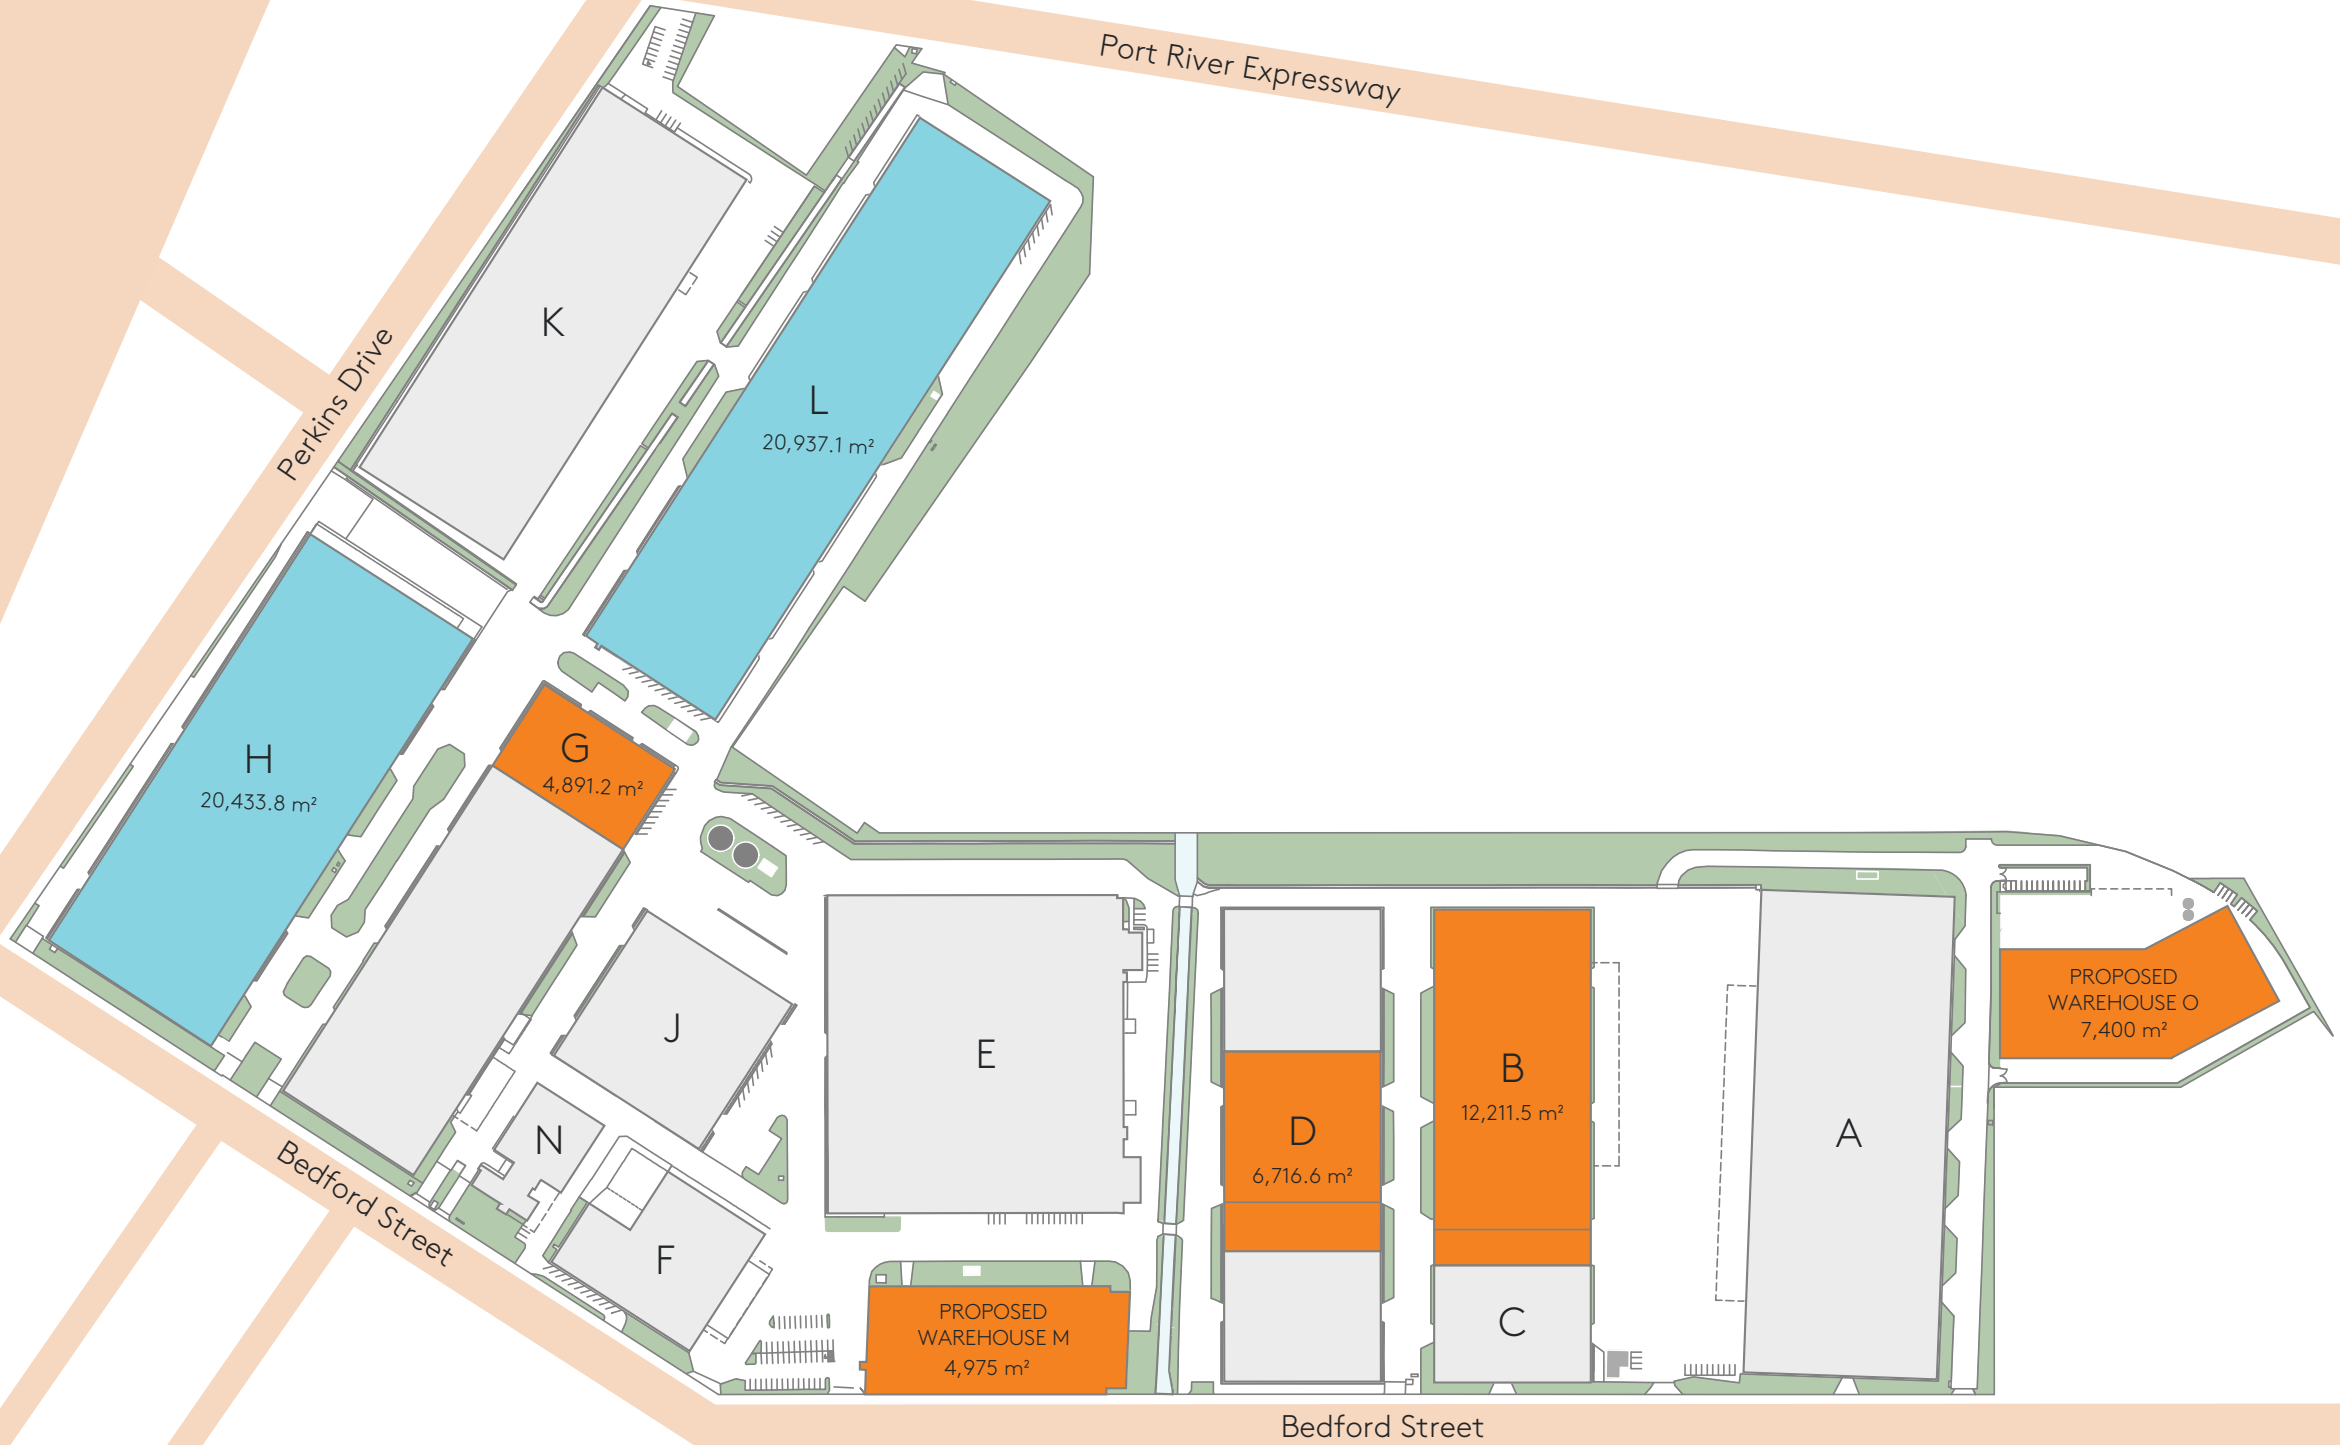 Port River Expressway
Perkins Drive
K
L
20,937.1 m²
H
20,433.8 m²
G
4,891.2 m²
J
E
N
F
D
6,716.6 m²
B
12,211.5 m²
C
A
PROPOSED
WAREHOUSE O
7,400 m²
PROPOSED
WAREHOUSE M
4,975 m²
Bedford Street
Bedford Street